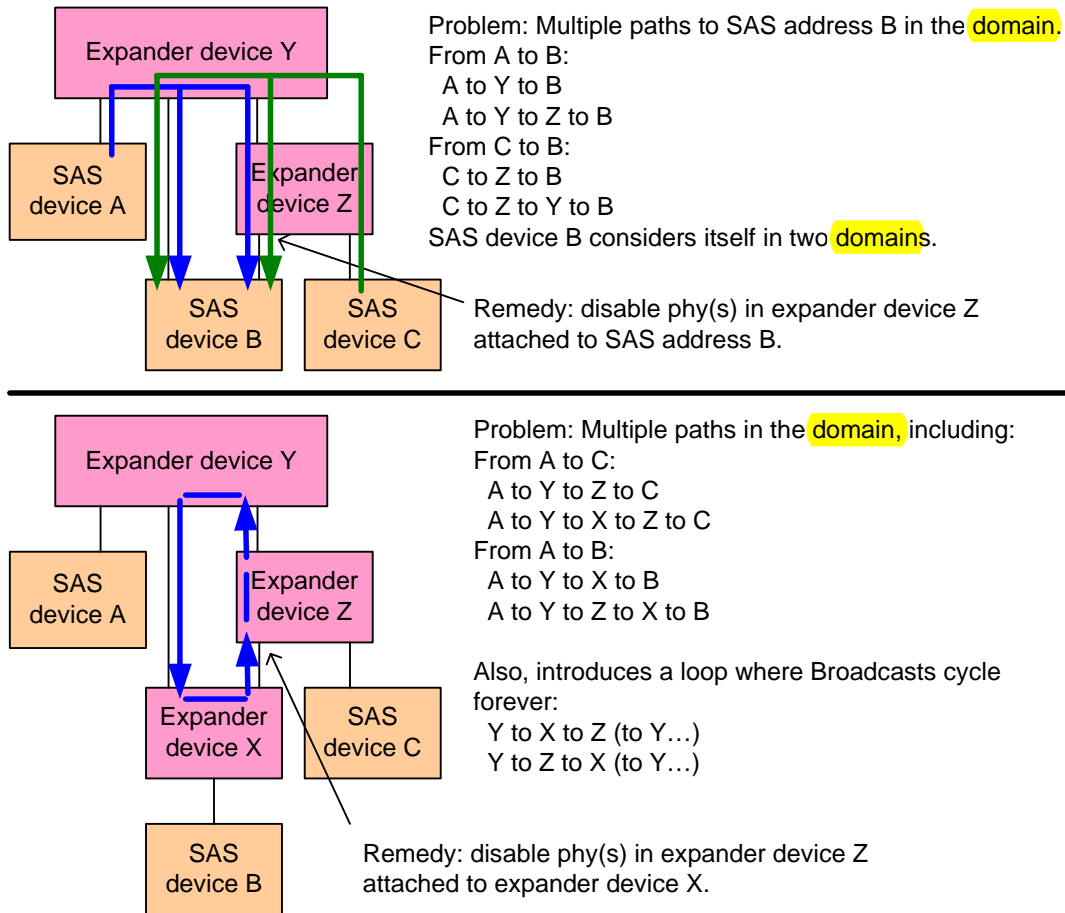 Expander device Y
SAS
device A
Expander
device Z
SAS
device B
SAS
device C
Problem: Multiple paths to SAS address B in the domain.
From A to B:
A to Y to B
A to Y to Z to B
From C to B:
C to Z to B
C to Z to Y to B
SAS device B considers itself in two domains.
Remedy: disable phy(s) in expander device Z
attached to SAS address B.
Expander device Y
SAS
device A
Expander
device Z
Expander
device X
SAS
device C
SAS
device B
Problem: Multiple paths in the domain, including:
From A to C:
A to Y to Z to C
A to Y to X to Z to C
From A to B:
A to Y to X to B
A to Y to Z to X to B
Also, introduces a loop where Broadcasts cycle
forever:
Y to X to Z (to Y…)
Y to Z to X (to Y…)
Remedy: disable phy(s) in expander device Z
attached to expander device X.